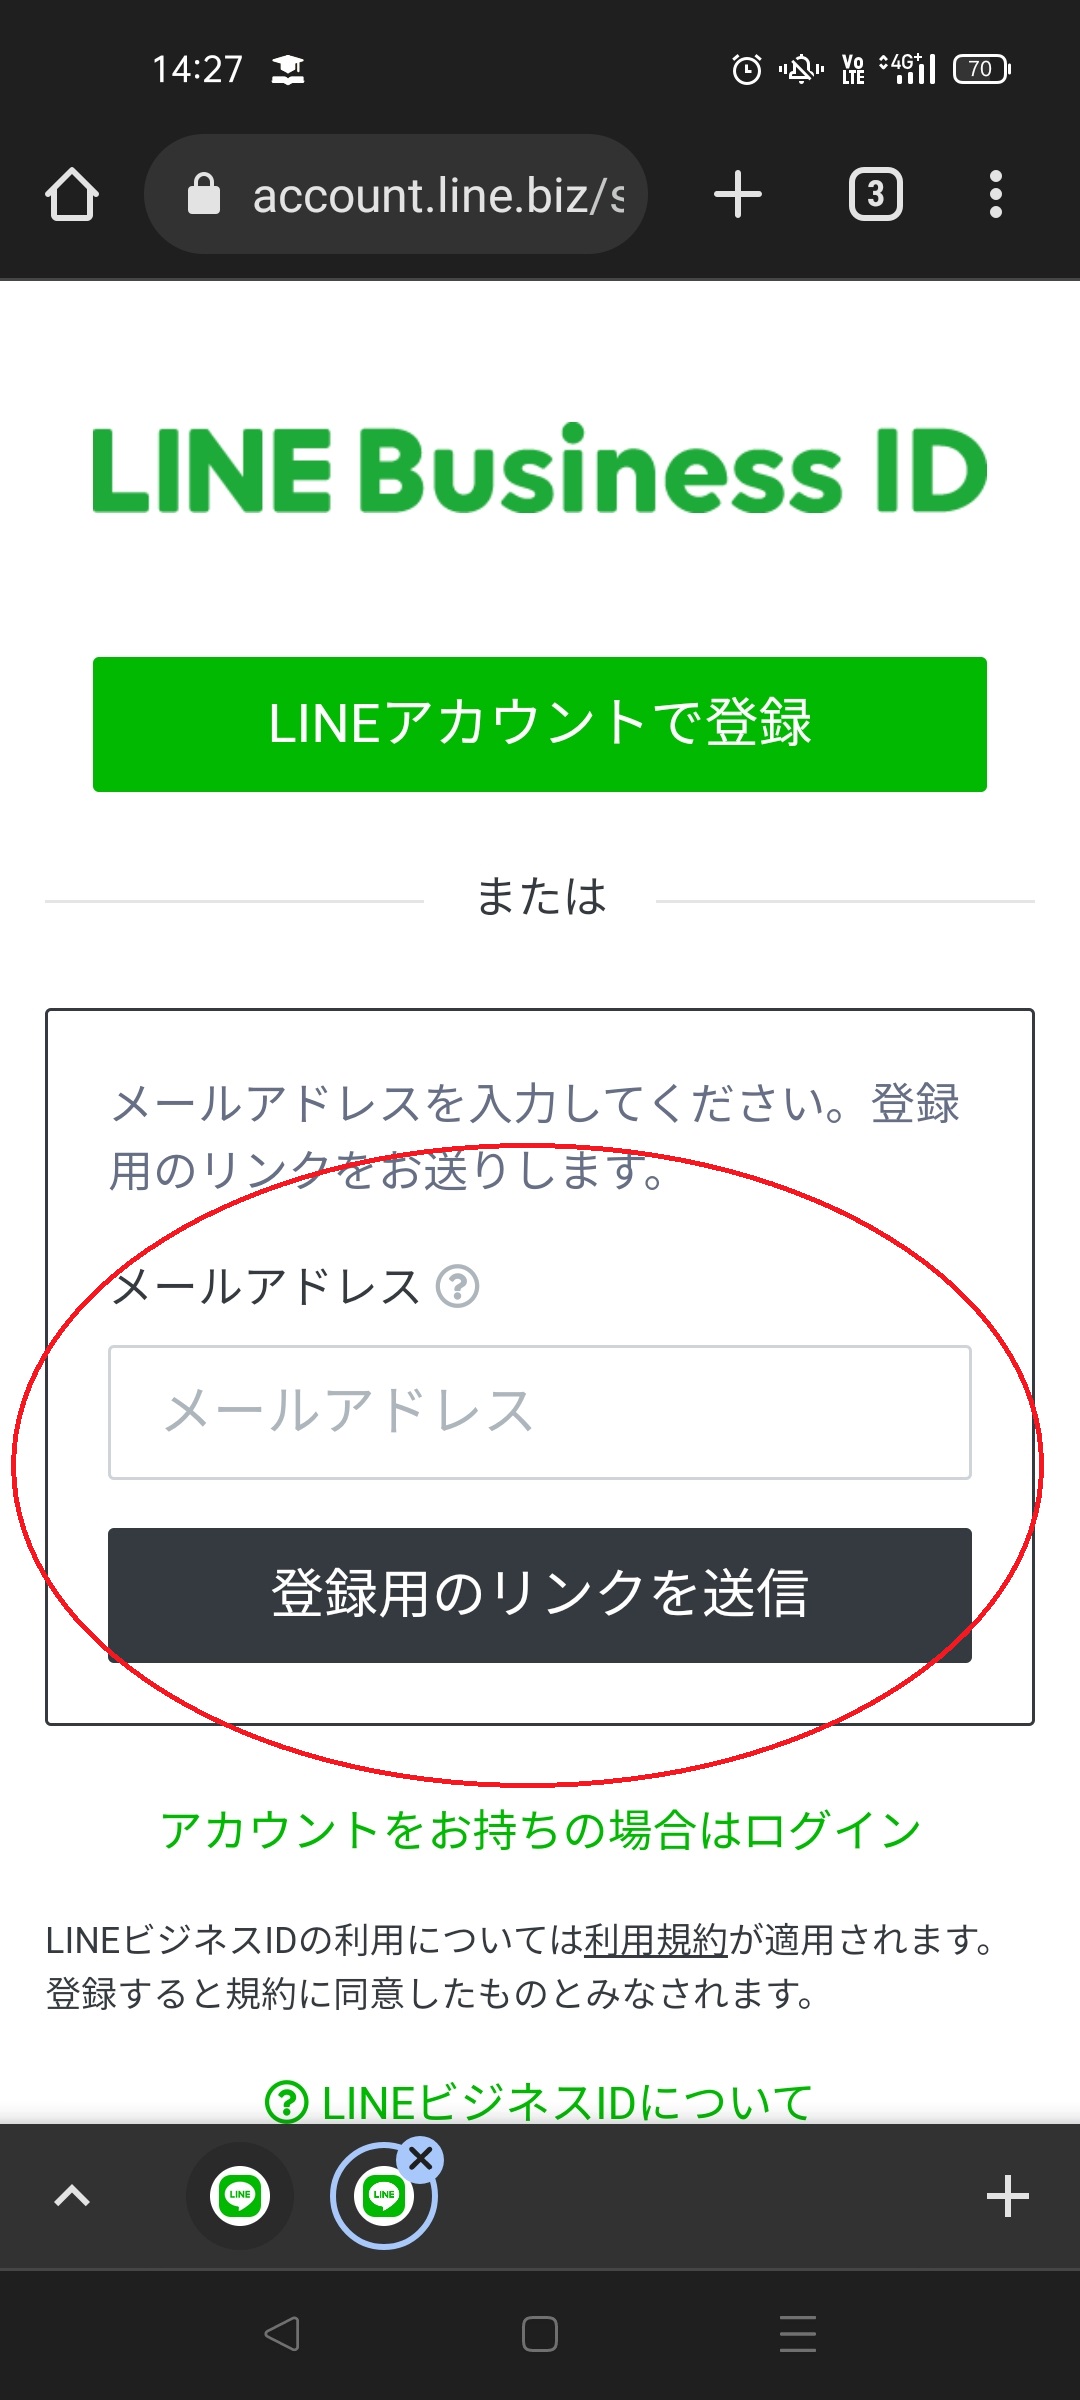 14:27
Vo LTE 4G+ 70
account.line.biz/s
3
LINE Business ID
LINEアカウントで登録
または
メールアドレスを入力してください。登録
用のリンクをお送りします。
メールアドレス ?
メールアドレス
登録用のリンクを送信
アカウントをお持ちの場合はログイン
LINEビジネスIDの利用については利用規約が適用されます。
登録すると規約に同意したものとみなされます。
? LINEビジネスIDについて
LINE LINE